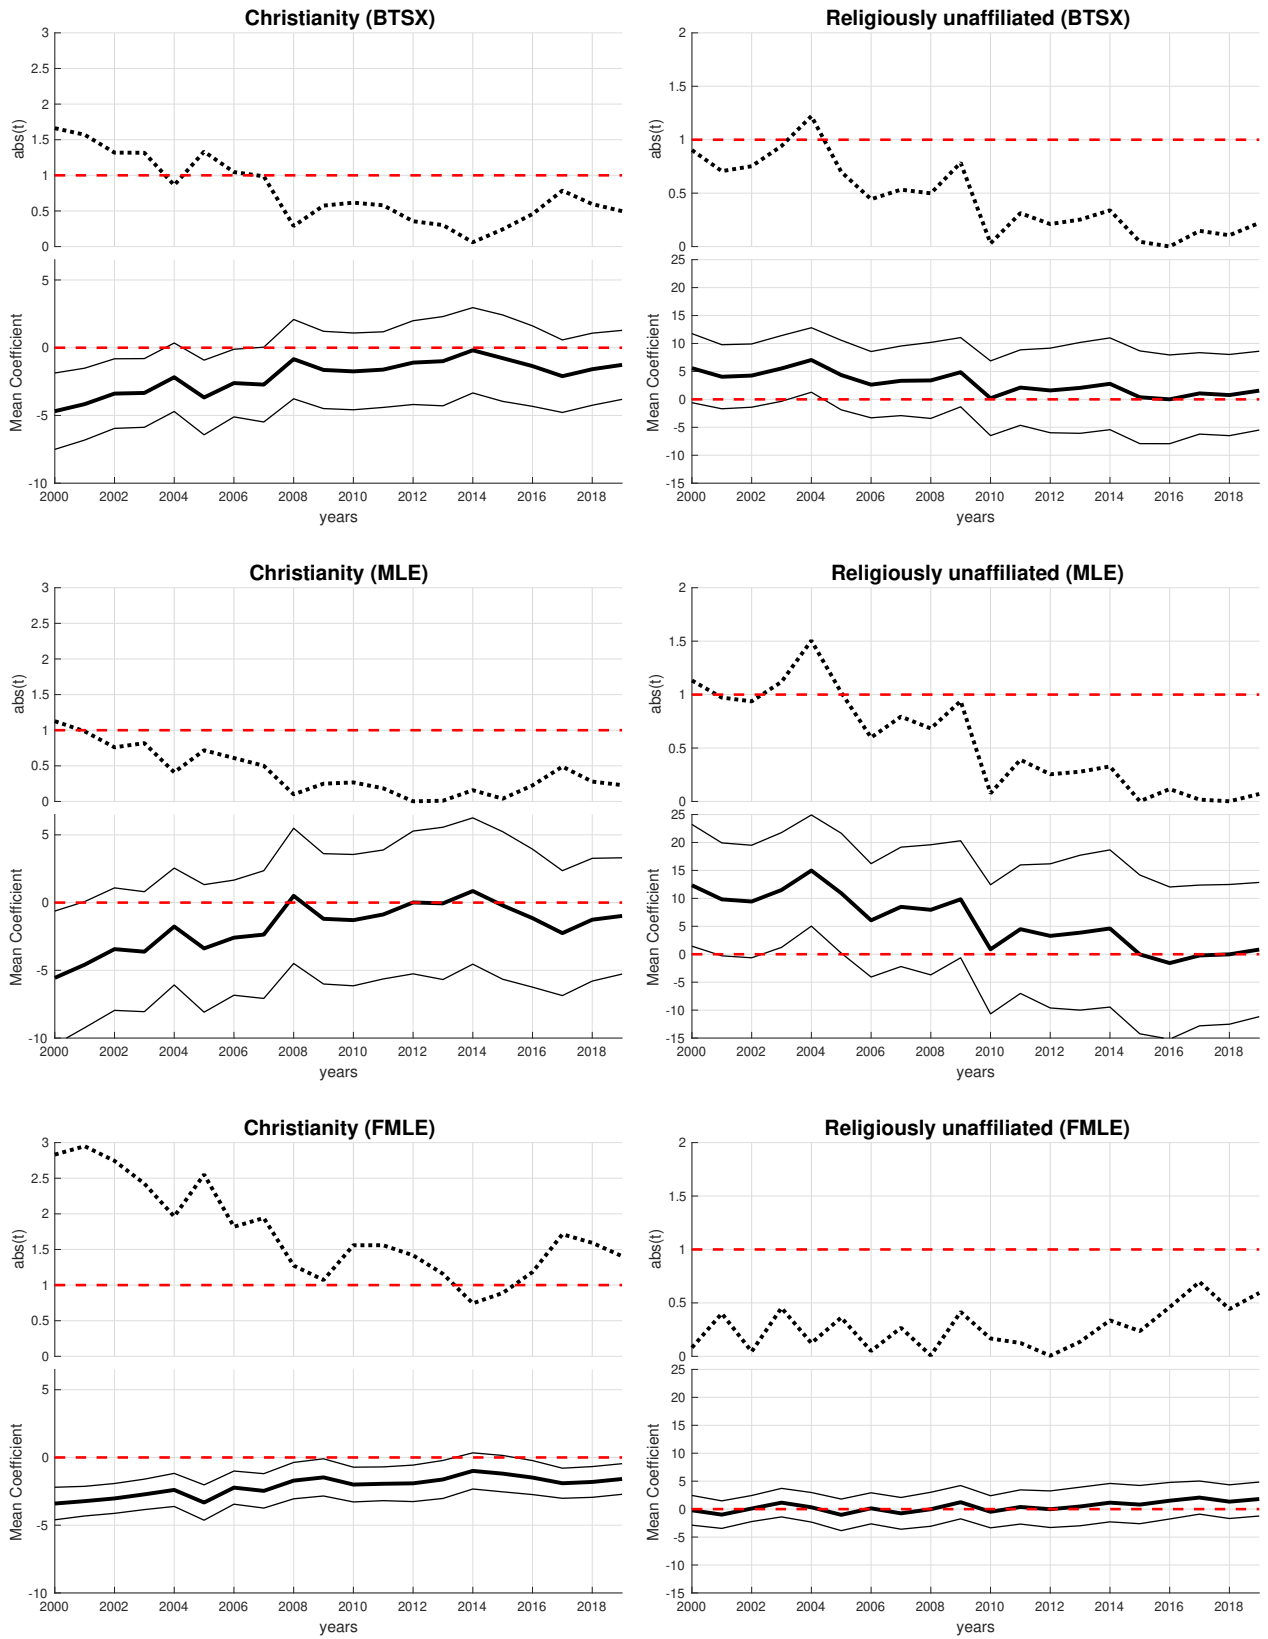 Christianity (BTSX)
3
2.5
2
1.5
1
0.5
0
abs(t)
5
0
-5
-10
Mean Coefficient
2000 2002 2004 2006 2008 2010 2012 2014 2016 2018
years
Religiously unaffiliated (BTSX)
2
1.5
1
0.5
0
abs(t)
25
20
15
10
5
0
-5
-10
-15
Mean Coefficient
2000 2002 2004 2006 2008 2010 2012 2014 2016 2018
years
Christianity (MLE)
3
2.5
2
1.5
1
0.5
0
abs(t)
5
0
-5
-10
Mean Coefficient
2000 2002 2004 2006 2008 2010 2012 2014 2016 2018
years
Religiously unaffiliated (MLE)
2
1.5
1
0.5
0
abs(t)
25
20
15
10
5
0
-5
-10
-15
Mean Coefficient
2000 2002 2004 2006 2008 2010 2012 2014 2016 2018
years
Christianity (FMLE)
3
2.5
2
1.5
1
0.5
0
abs(t)
5
0
-5
-10
Mean Coefficient
2000 2002 2004 2006 2008 2010 2012 2014 2016 2018
years
Religiously unaffiliated (FMLE)
2
1.5
1
0.5
0
abs(t)
25
20
15
10
5
0
-5
-10
-15
Mean Coefficient
2000 2002 2004 2006 2008 2010 2012 2014 2016 2018
years